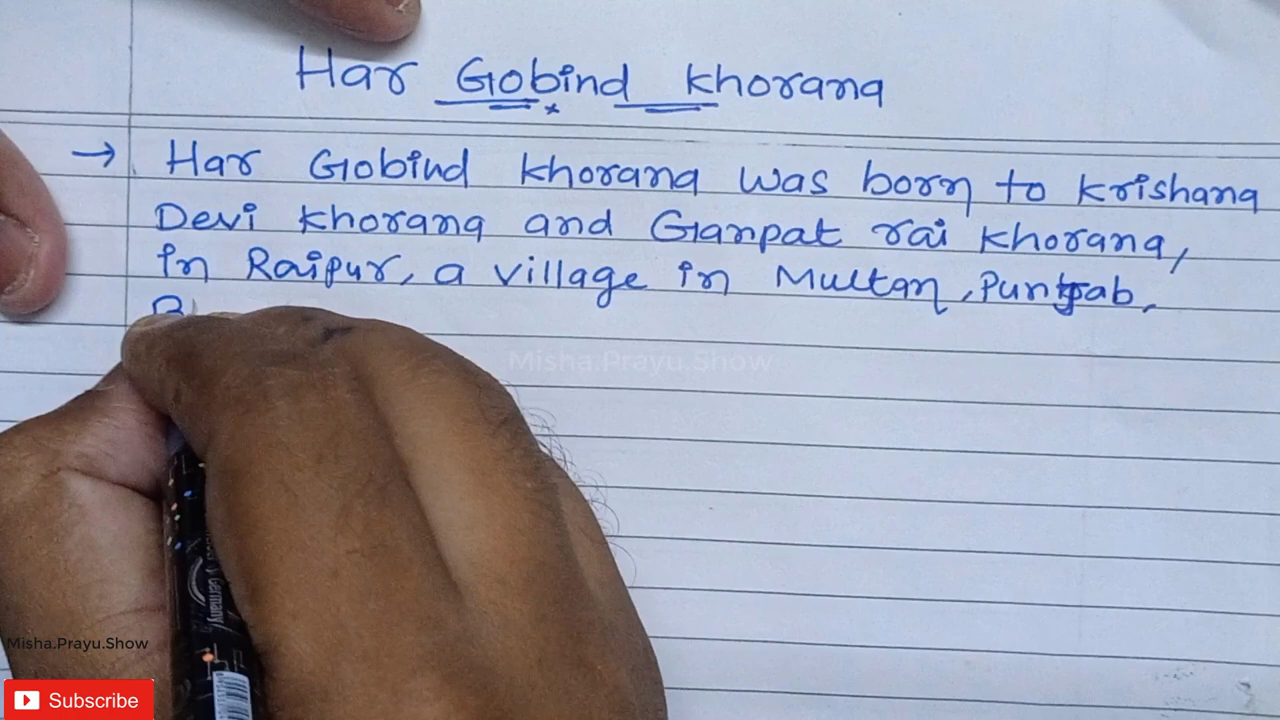 Har Gobind Khorana
→ Har Gobind Khorana was born to Krishana
Devi Khorana and Ganpat rai Khorana,
in Raipur, a village in Multan, Punjab,
Misha.Prayu.Show
Germany
Misha.Prayu.Show
Subscribe